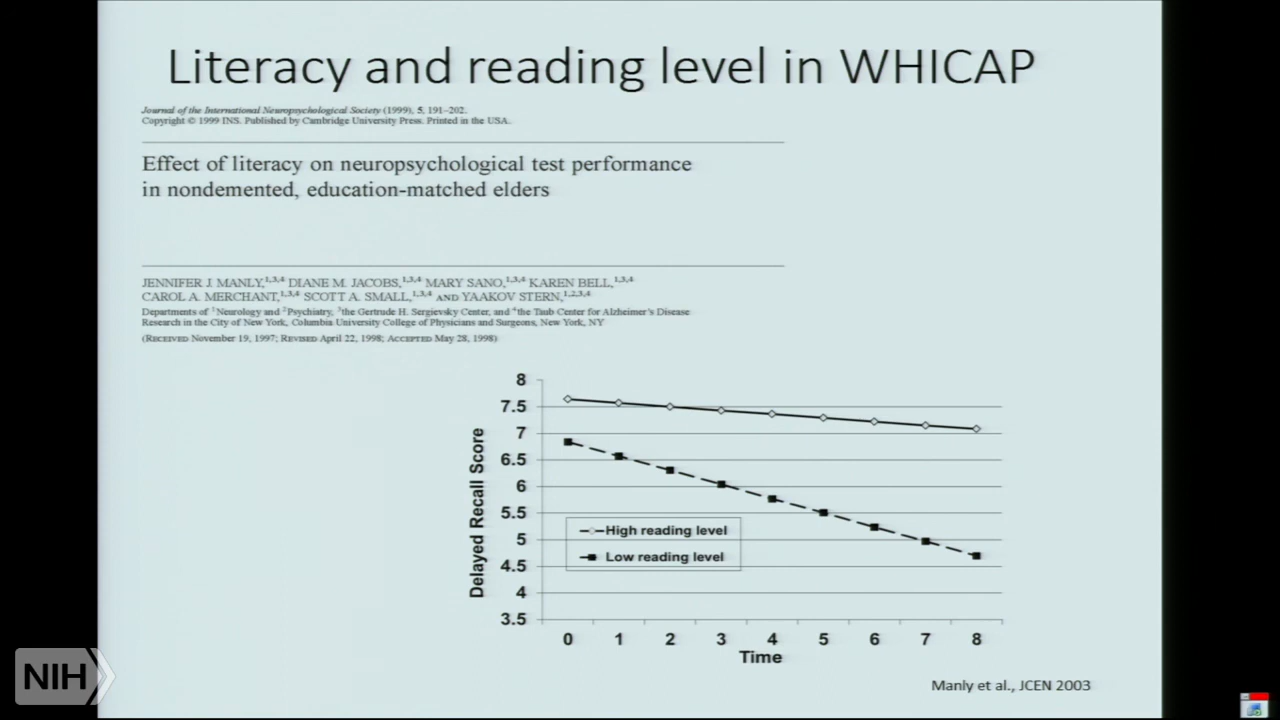 Literacy and reading level in WHICAP
Journal of the International Neuropsychological Society (1999), 5, 191–202.
Copyright © 1999 INS. Published by Cambridge University Press. Printed in the USA.
Effect of literacy on neuropsychological test performance
in nondemented, education-matched elders
JENNIFER J. MANLY,1,3,4 DIANE M. JACOBS,1,3,4 MARY SANO,1,3,4 KAREN BELL,1,3,4
CAROL A. MERCHANT,1,3,4 SCOTT A. SMALL,1,3,4 AND YAAKOV STERN,1,2,3,4
Departments of 1Neurology and 2Psychiatry, 3the Gertrude H. Sergievsky Center, and 4the Taub Center for Alzheimer's Disease
Research in the City of New York, Columbia University College of Physicians and Surgeons, New York, NY
(RECEIVED November 19, 1997; REVISED April 22, 1998; ACCEPTED May 28, 1998)
Delayed Recall Score
8
7.5
7
6.5
6
5.5
5
4.5
4
3.5
High reading level
Low reading level
0 1 2 3 4 5 6 7 8
Time
Manly et al., JCEN 2003
NIH